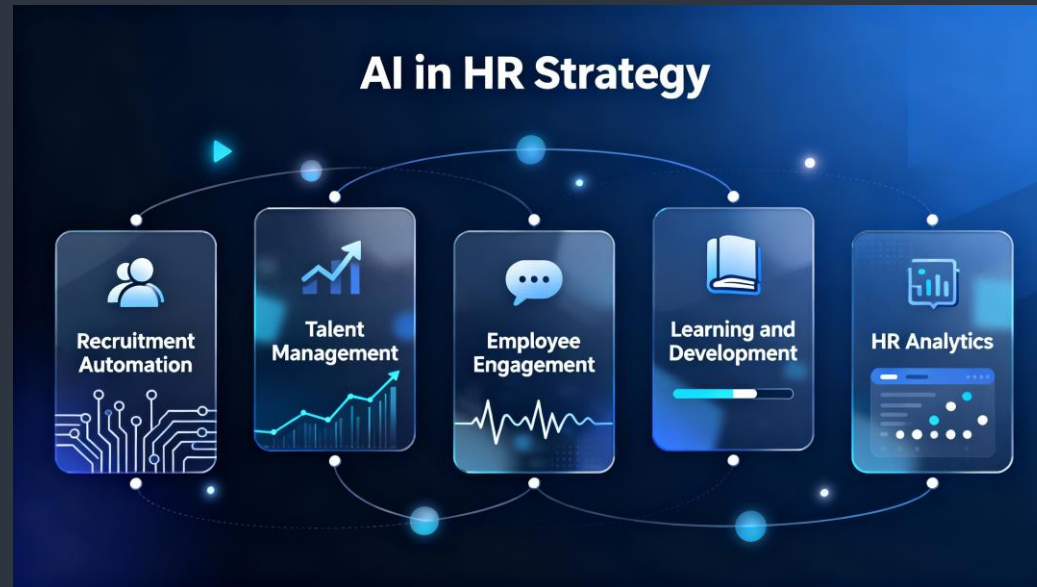 AI in HR Strategy
Recruitment
Automation
Talent
Management
Employee
Engagement
Learning and
Development
HR Analytics